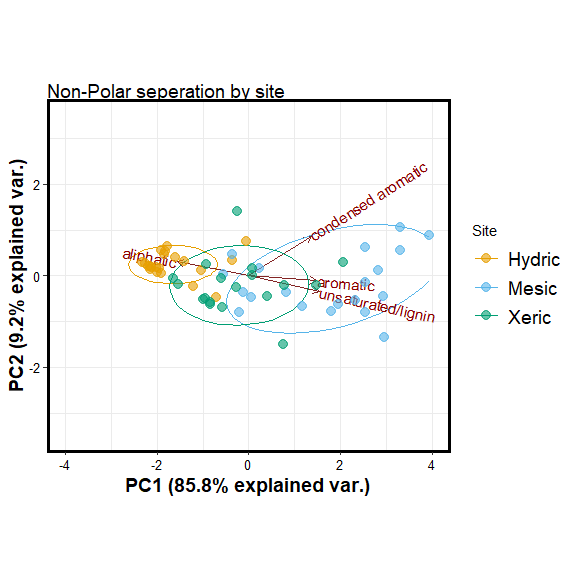 Non-Polar seperation by site
PC2 (9.2% explained var.)
2
0
-2
condensed aromatic
aliphatic
aromatic
unsaturated/lignin
-4
-2
0
2
4
PC1 (85.8% explained var.)
Site
Hydric
Mesic
Xeric